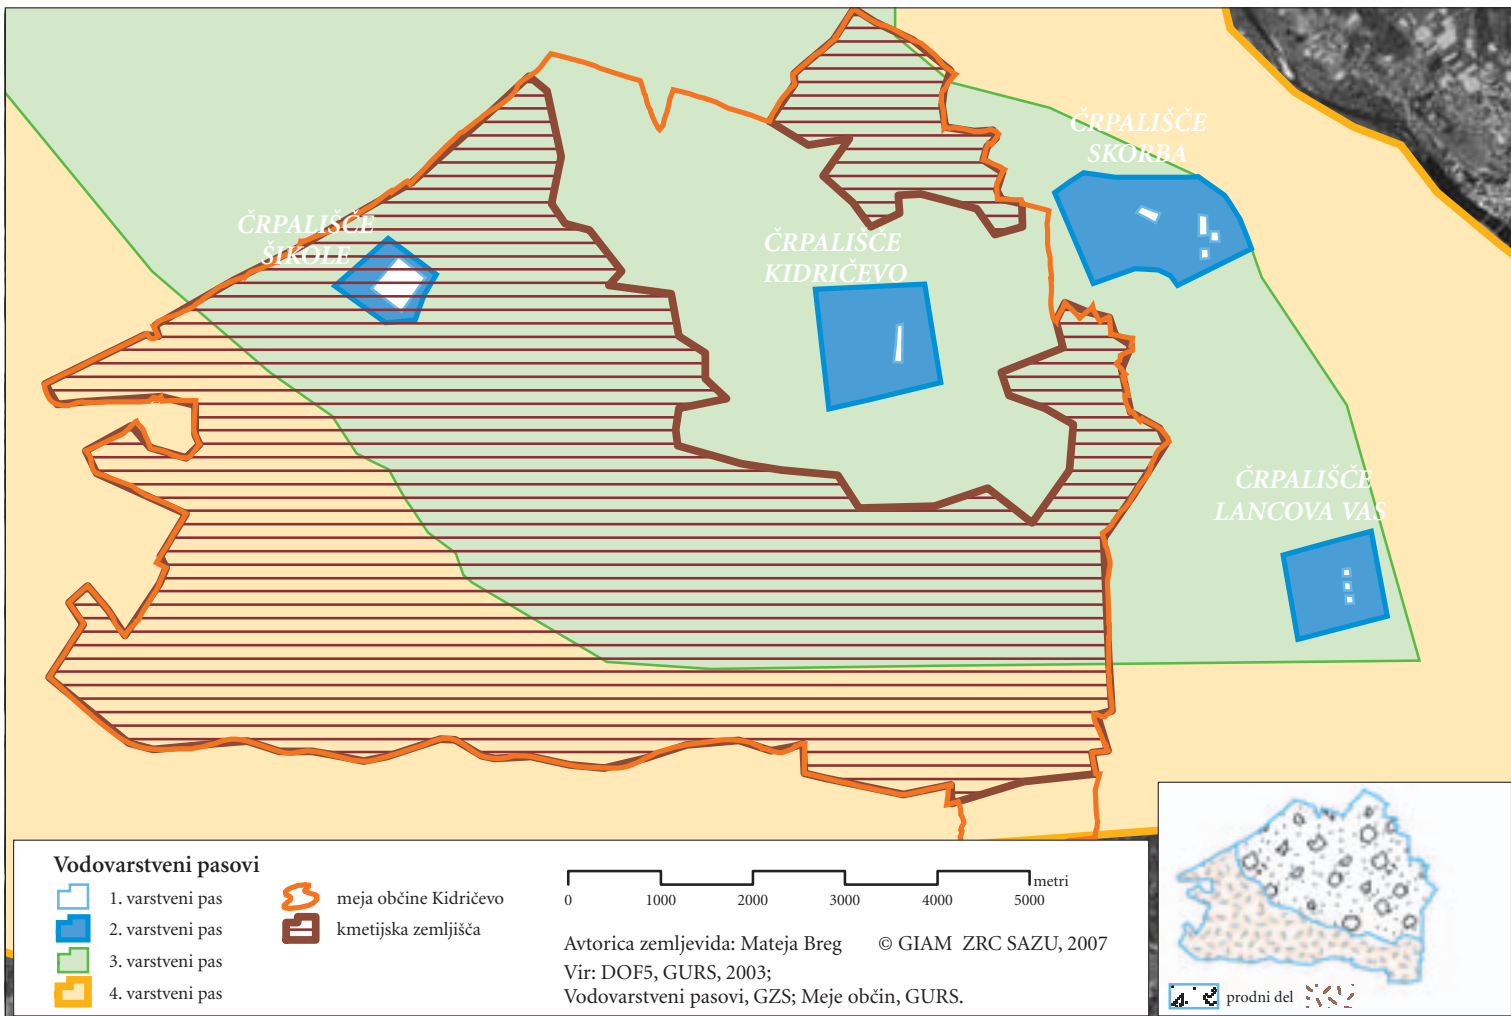 ČRPALIŠČE
SKORBA
ČRPALIŠČE
ŠIKOLE
ČRPALIŠČE
KIDRIČEVO
ČRPALIŠČE
LANCOVA VAS
Vodovarstveni pasovi
1. varstveni pas
2. varstveni pas
3. varstveni pas
4. varstveni pas
meja občine Kidričevo
kmetijska zemljišča
metri
0 1000 2000 3000 4000 5000
Avtorica zemljevida: Mateja Breg © GIAM ZRC SAZU, 2007
Vir: DOF5, GURS, 2003;
Vodovarstveni pasovi, GZS; Meje občin, GURS.
prodni del